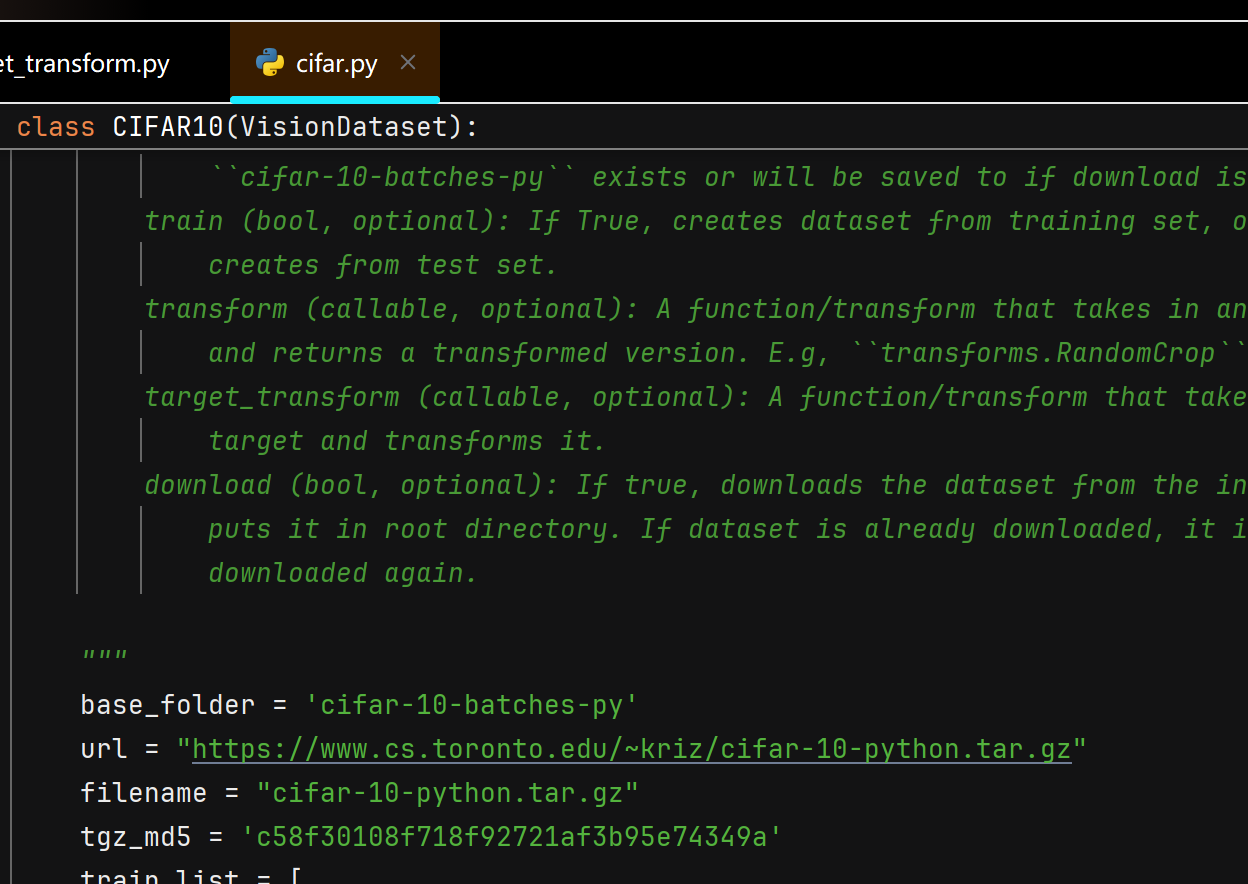 et_transform.py
cifar.py
class CIFAR10(VisionDataset):
``cifar-10-batches-py`` exists or will be saved to if download is
train (bool, optional): If True, creates dataset from training set, o
creates from test set.
transform (callable, optional): A function/transform that takes in an
and returns a transformed version. E.g, ``transforms.RandomCrop``
target_transform (callable, optional): A function/transform that take
target and transforms it.
download (bool, optional): If true, downloads the dataset from the in
puts it in root directory. If dataset is already downloaded, it i
downloaded again.
"""
base_folder = 'cifar-10-batches-py'
url = "https://www.cs.toronto.edu/~kriz/cifar-10-python.tar.gz"
filename = "cifar-10-python.tar.gz"
tgz_md5 = 'c58f30108f718f92721af3b95e74349a'
train_list = [